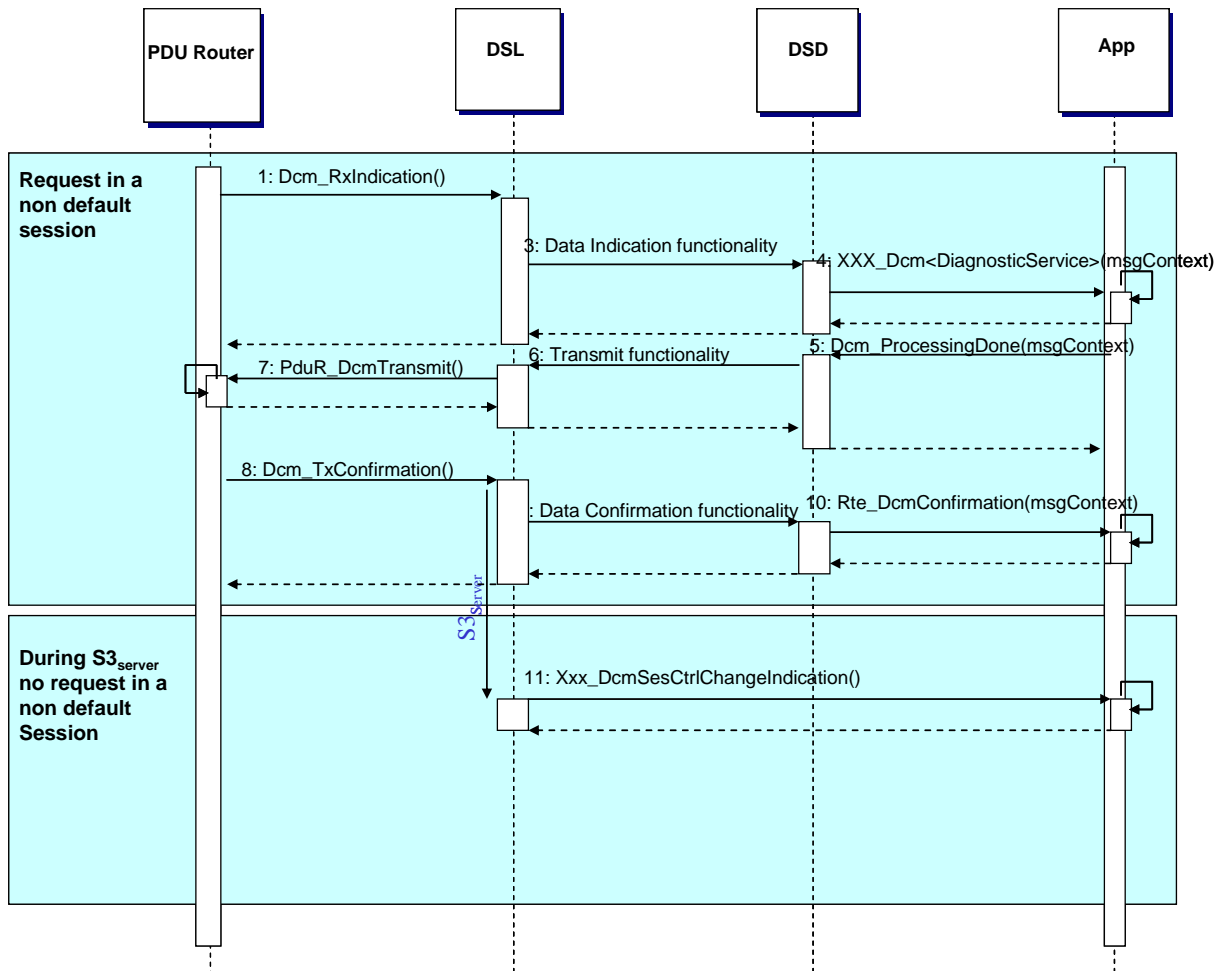 PDU Router
DSL
DSD
App
Request in a
non default
session
1: Dcm_RxIndication()
3: Data Indication functionality
4: XXX_Dcm<DiagnosticService>(msgContext)
5: Dcm_ProcessingDone(msgContext)
6: Transmit functionality
7: PduR_DcmTransmit()
8: Dcm_TxConfirmation()
: Data Confirmation functionality
10: Rte_DcmConfirmation(msgContext)
S3Server
During S3server
no request in a
non default
Session
11: Xxx_DcmSesCtrlChangeIndication()